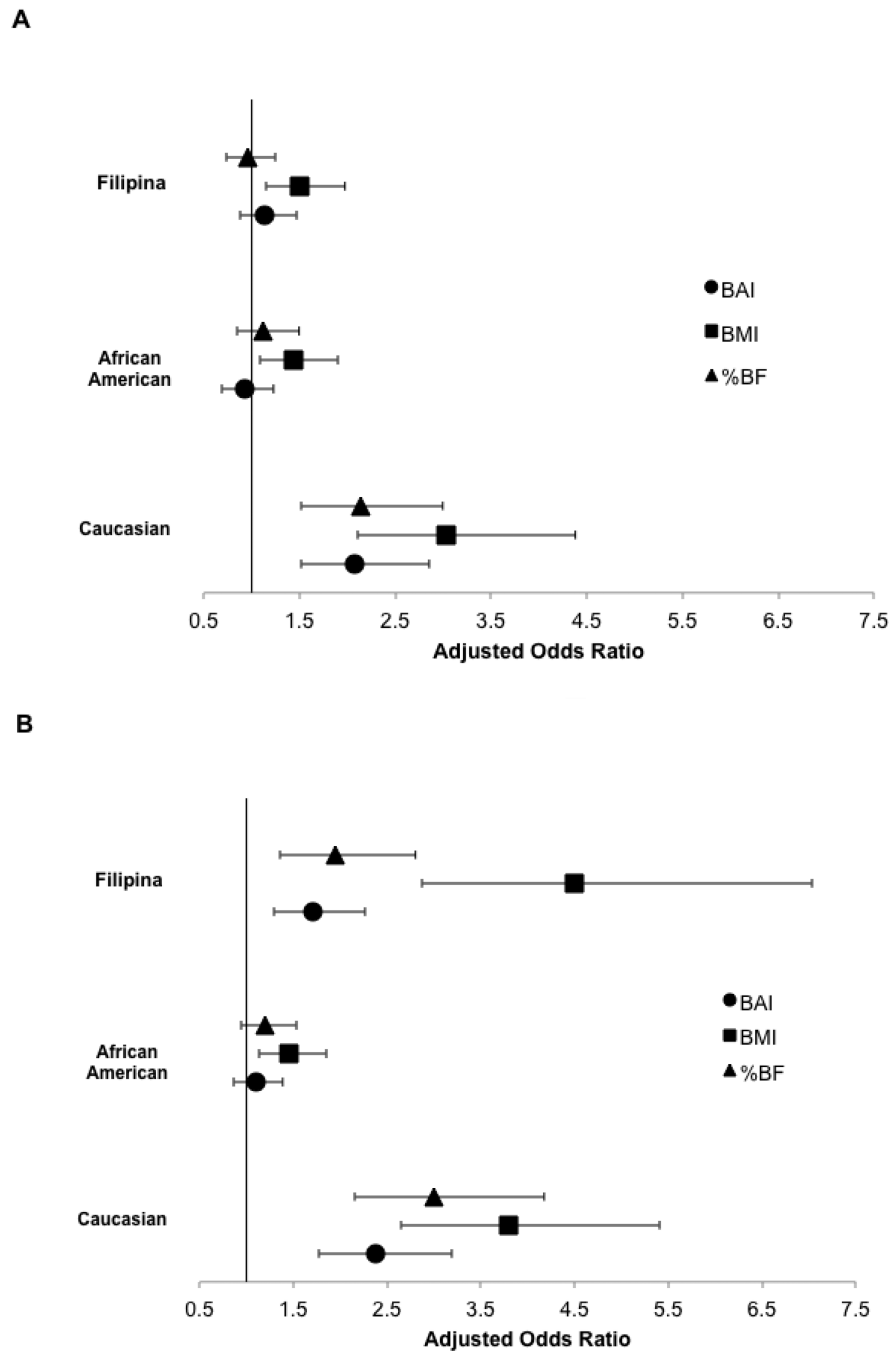 A
Filipina
African
American
Caucasian
BAI
BMI
%BF
0.5 1.5 2.5 3.5 4.5 5.5 6.5 7.5
Adjusted Odds Ratio
B
Filipina
African
American
Caucasian
BAI
BMI
%BF
0.5 1.5 2.5 3.5 4.5 5.5 6.5 7.5
Adjusted Odds Ratio